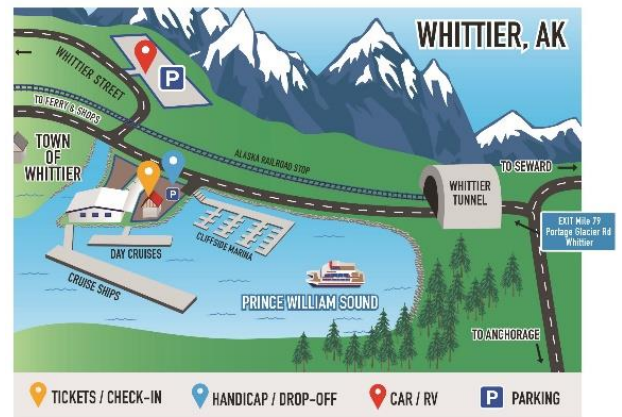 WHITTIER, AK
WHITTIER STREET
P
TO FERRY & SHOPS
TOWN
OF
WHITTIER
ALASKA RAILROAD STOP
TO SEWARD
WHITTIER
TUNNEL
P
EXIT Mile 79
Portage Glacier Rd
Whittier
DAY CRUISES
CLIFFSIDE MARINA
CRUISE SHIPS
PRINCE WILLIAM SOUND
TO ANCHORAGE
TICKETS / CHECK-IN
HANDICAP / DROP-OFF
CAR / RV
P PARKING